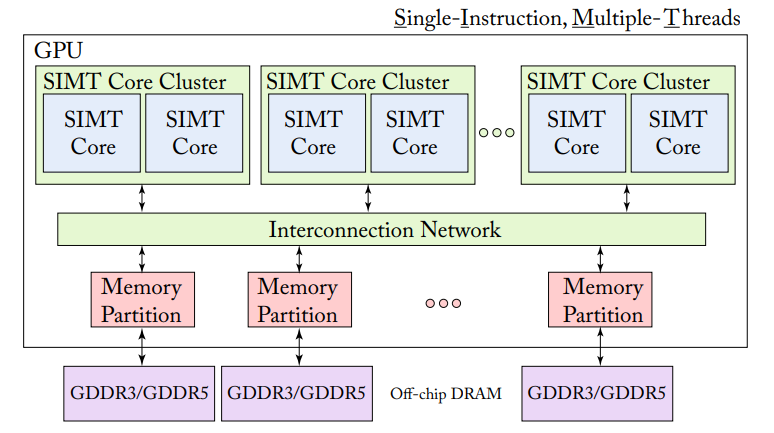 Single-Instruction, Multiple-Threads
GPU
SIMT Core Cluster
SIMT Core Cluster
SIMT Core Cluster
SIMT
Core
SIMT
Core
SIMT
Core
SIMT
Core
SIMT
Core
SIMT
Core
Interconnection Network
Memory
Partition
Memory
Partition
Memory
Partition
GDDR3/GDDR5
GDDR3/GDDR5
Off-chip DRAM
GDDR3/GDDR5